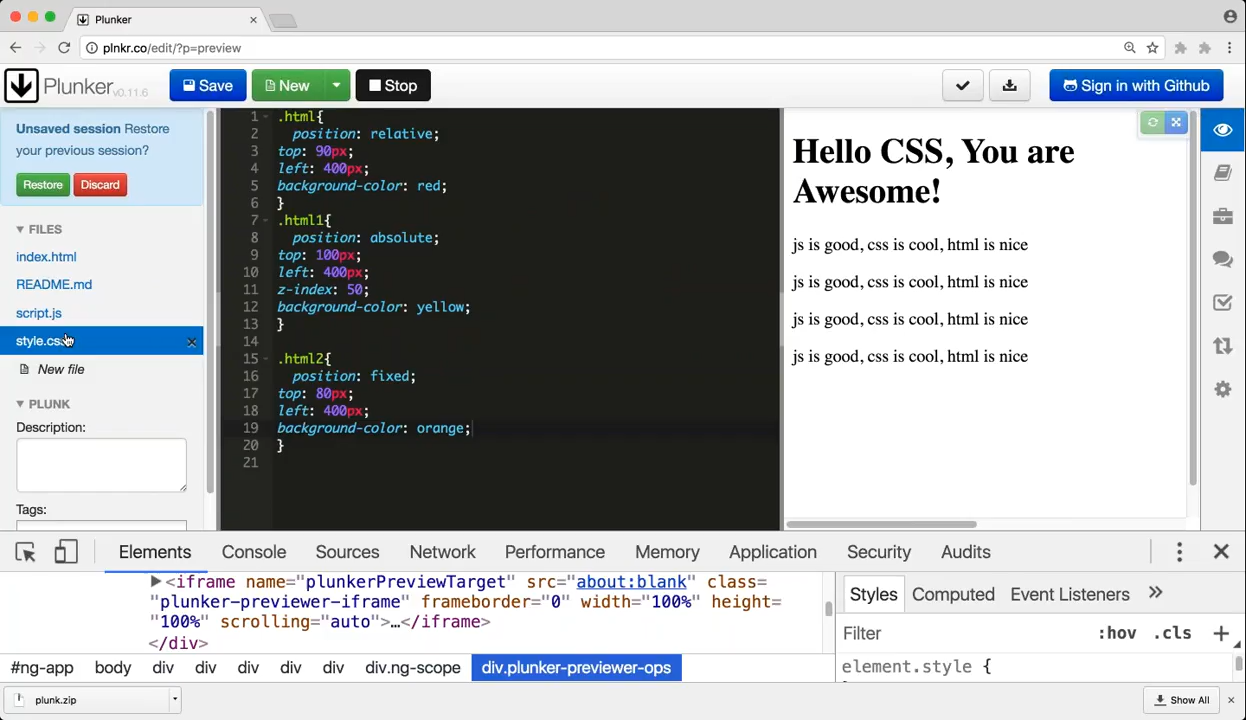 Plunker
plnkr.co/edit/?p=preview
Plunker v0.11.6
Save
New
Stop
Sign in with Github
Unsaved session Restore
your previous session?
Restore Discard
FILES
index.html
README.md
script.js
style.css
New file
PLUNK
Description:
Tags:
1 .html{
2 position: relative;
3 top: 90px;
4 left: 400px;
5 background-color: red;
6 }
7 .html1{
8 position: absolute;
9 top: 100px;
10 left: 400px;
11 z-index: 50;
12 background-color: yellow;
13 }
14
15 .html2{
16 position: fixed;
17 top: 80px;
18 left: 400px;
19 background-color: orange;
20 }
21
Hello CSS, You are
Awesome!
js is good, css is cool, html is nice
js is good, css is cool, html is nice
js is good, css is cool, html is nice
js is good, css is cool, html is nice
Elements Console Sources Network Performance Memory Application Security Audits
<iframe name="plunkerPreviewTarget" src="about:blank" class=
"plunker-previewer-iframe" frameborder="0" width="100%" height=
"100%" scrolling="auto">…</iframe>
</div>
#ng-app body div div div div div div.ng-scope div.plunker-previewer-ops
Styles Computed Event Listeners »
Filter :hov .cls +
element.style {
plunk.zip
Show All